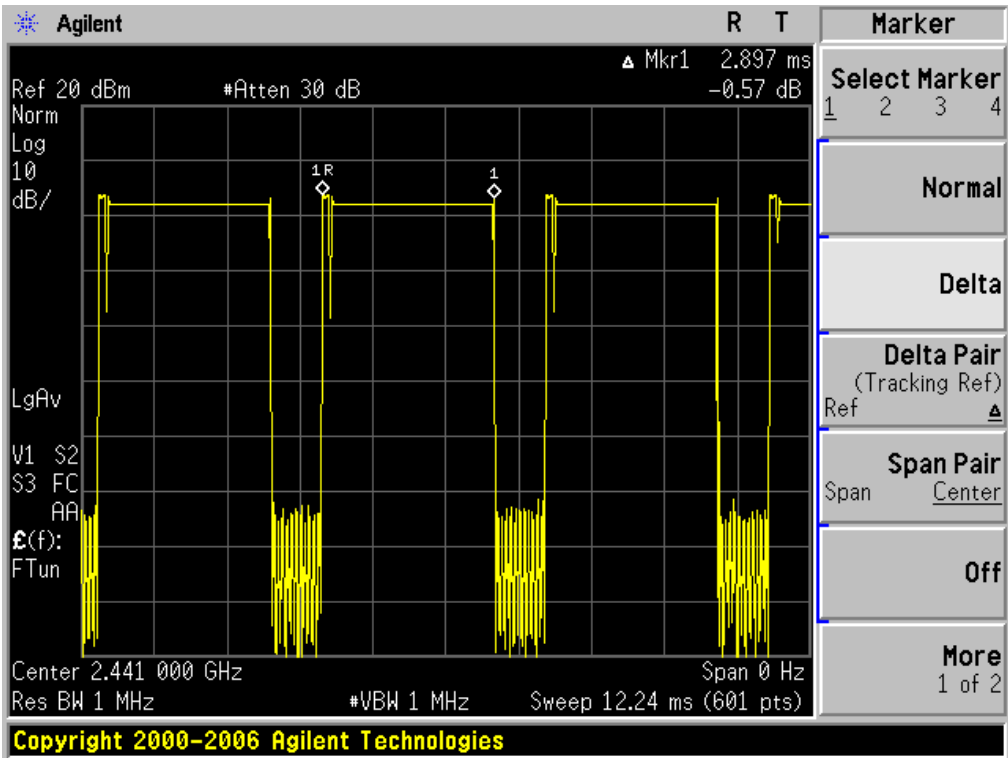 Agilent R T
Marker
Δ Mkr1 2.897 ms
Ref 20 dBm #Atten 30 dB -0.57 dB
Norm
Log
10
dB/
1R
1
LgAv
V1 S2
S3 FC
AA
£(f):
FTun
Center 2.441 000 GHz Span 0 Hz
Res BW 1 MHz #VBW 1 MHz Sweep 12.24 ms (601 pts)
Copyright 2000-2006 Agilent Technologies
Select Marker
1 2 3 4
Normal
Delta
Delta Pair
(Tracking Ref)
Ref Δ
Span Pair
Span Center
Off
More
1 of 2